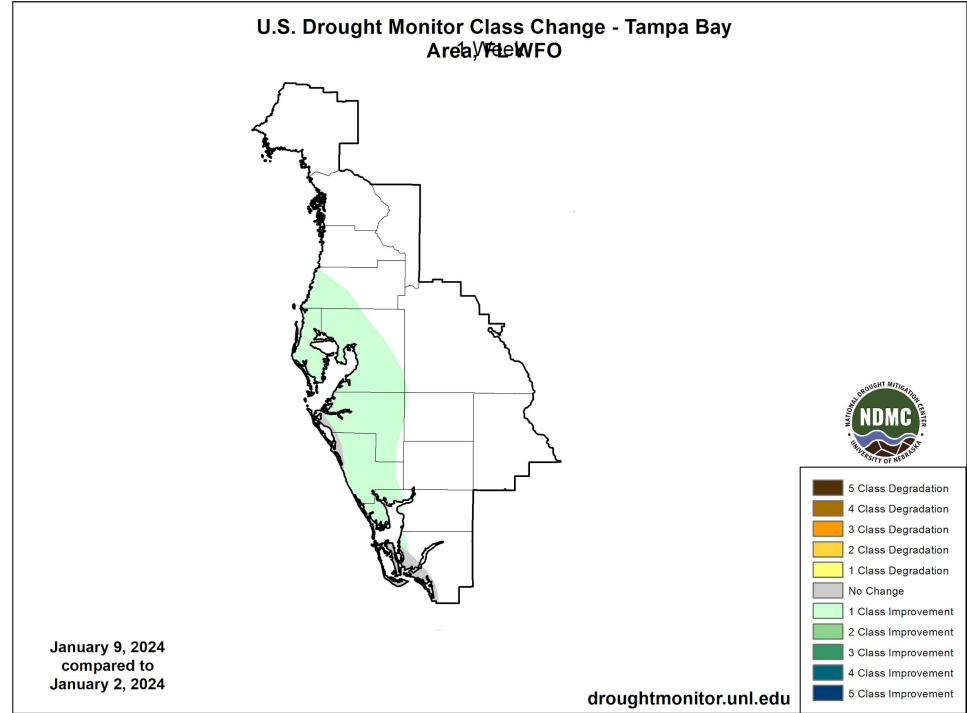 U.S. Drought Monitor Class Change - Tampa Bay
Area, FL WFO
1 Week
NATIONAL DROUGHT MITIGATION CENTER
NDMC
UNIVERSITY OF NEBRASKA
5 Class Degradation
4 Class Degradation
3 Class Degradation
2 Class Degradation
1 Class Degradation
No Change
1 Class Improvement
2 Class Improvement
3 Class Improvement
4 Class Improvement
5 Class Improvement
January 9, 2024
compared to
January 2, 2024
droughtmonitor.unl.edu